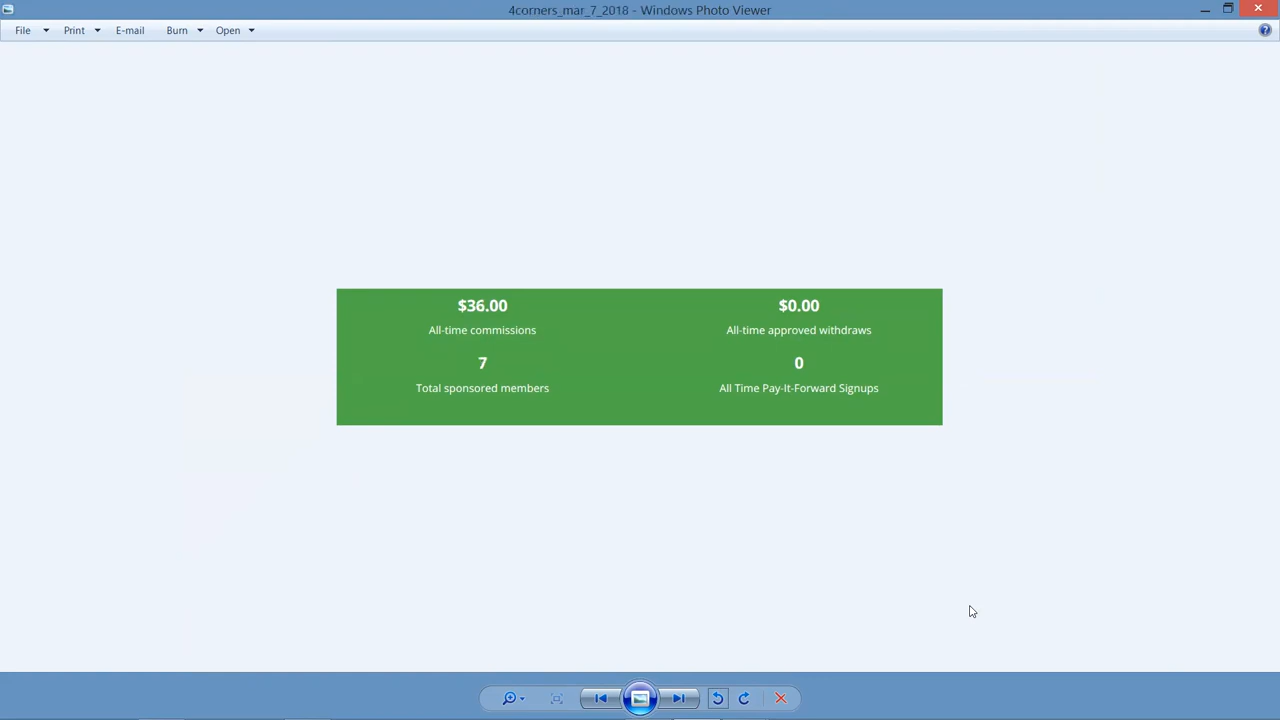 4corners_mar_7_2018 - Windows Photo Viewer
File Print E-mail Burn Open
$36.00 $0.00
All-time commissions All-time approved withdraws
7 0
Total sponsored members All Time Pay-It-Forward Signups